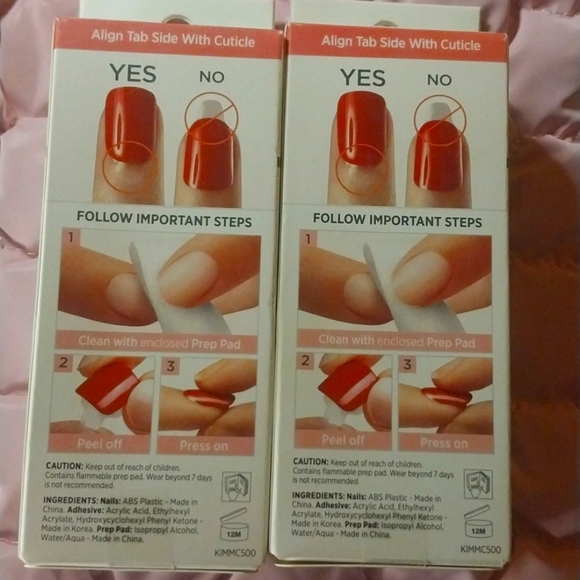 Align Tab Side With Cuticle
YES NO
FOLLOW IMPORTANT STEPS
1
Clean with enclosed Prep Pad
2 3
Peel off Press on
CAUTION: Keep out of reach of children.
Contains flammable prep pad. Wear beyond 7 days
is not recommended.
INGREDIENTS: Nails: ABS Plastic - Made in
China. Adhesive: Acrylic Acid, Ethylhexyl
Acrylate, Hydroxycyclohexyl Phenyl Ketone -
Made in Korea. Prep Pad: Isopropyl Alcohol,
Water/Aqua - Made in China.
12M
KIMMC500
Align Tab Side With Cuticle
YES NO
FOLLOW IMPORTANT STEPS
1
Clean with enclosed Prep Pad
2 3
Peel off Press on
CAUTION: Keep out of reach of children.
Contains flammable prep pad. Wear beyond 7 days
is not recommended.
INGREDIENTS: Nails: ABS Plastic - Made in
China. Adhesive: Acrylic Acid, Ethylhexyl
Acrylate, Hydroxycyclohexyl Phenyl Ketone -
Made in Korea. Prep Pad: Isopropyl Alcohol,
Water/Aqua - Made in China.
12M
KIMMC500